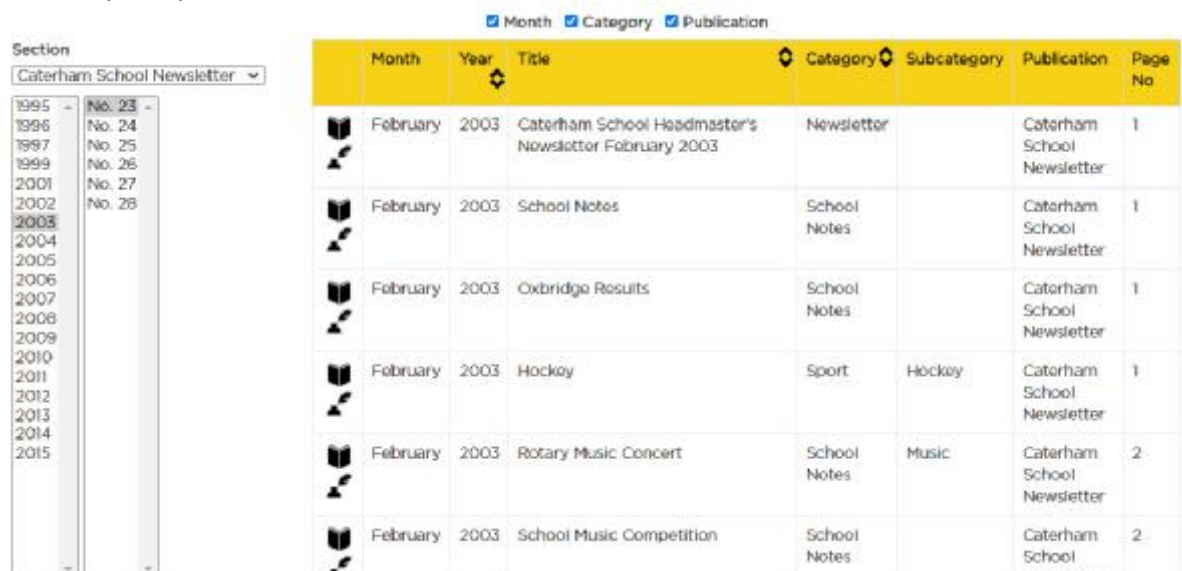 Month Category Publication
Section
Caterham School Newsletter
1995
1996
1997
1999
2001
2002
2003
2004
2005
2006
2007
2008
2009
2010
2011
2012
2013
2014
2015
No. 23
No. 24
No. 25
No. 26
No. 27
No. 28
Month Year Title Category Subcategory Publication Page No
February 2003 Caterham School Headmaster's Newsletter February 2003 Newsletter Caterham School Newsletter 1
February 2003 School Notes School Notes Caterham School Newsletter 1
February 2003 Oxbridge Results School Notes Caterham School Newsletter 1
February 2003 Hockey Sport Hockey Caterham School Newsletter 1
February 2003 Rotary Music Concert School Notes Music Caterham School Newsletter 2
February 2003 School Music Competition School Notes Caterham School 2